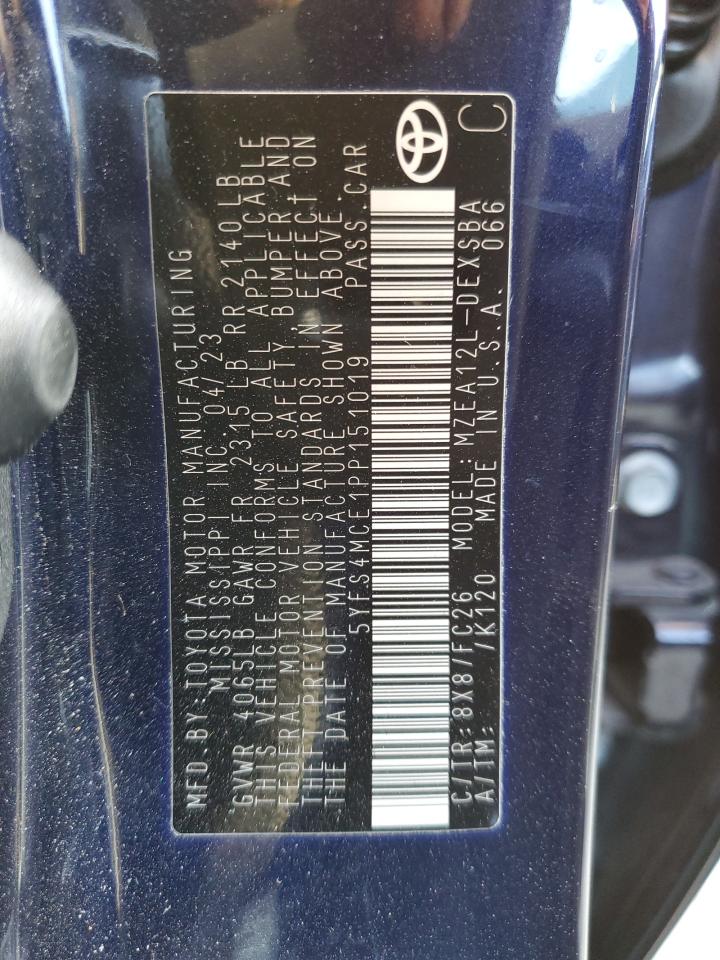 MFD.BY:TOYOTA MOTOR MANUFACTURING
MISSISSIPPI INC. 04/23
GVWR 4065LB GAWR FR 2315 LB RR 2140LB
THIS VEHICLE CONFORMS TO ALL APPLICABLE
FEDERAL MOTOR VEHICLE SAFETY, BUMPER, AND
THEFT PREVENTION STANDARDS IN EFFECT ON
THE DATE OF MANUFACTURE SHOWN ABOVE.
5YFS4MCE1PP151019 PASS.CAR
C/TR:8X8/FC26 MODEL:MZEA12L-DEXSBA
A/TM: /K120 MADE IN U.S.A. 066
C